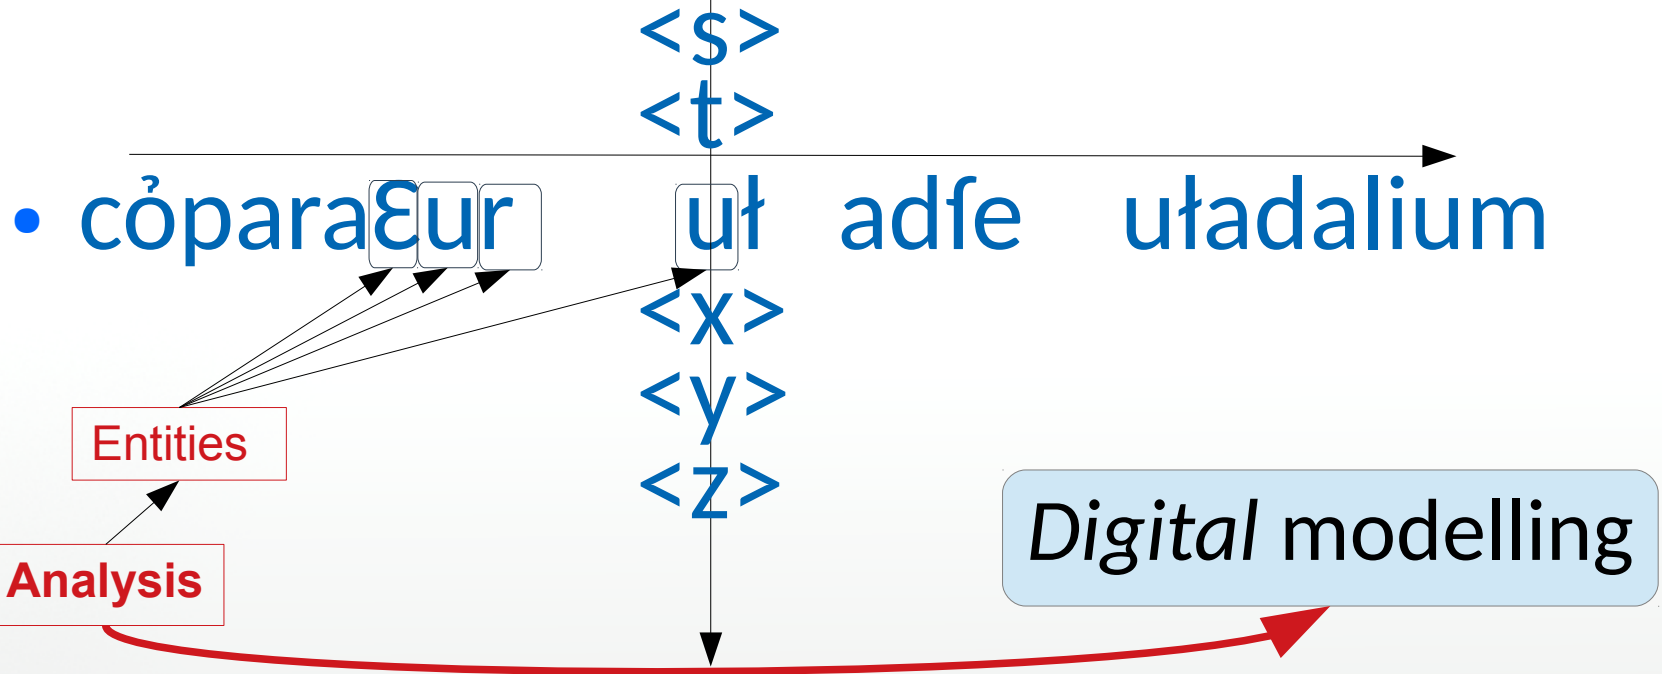 <s>
<t>
• cỏparaƐur uł adſe uładalium
<x>
<y>
Entities
<z>
Digital modelling
Analysis